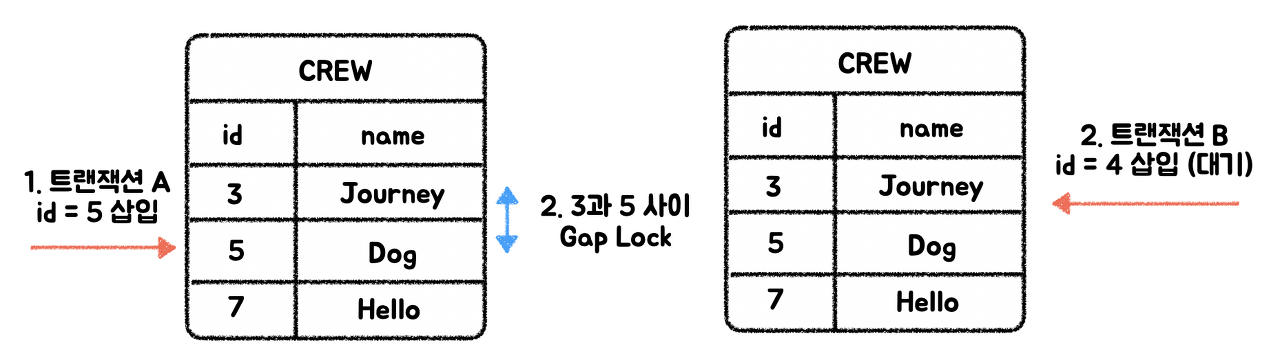 1. 트랜잭션 A
id = 5 삽입
CREW
id name
3 Journey
5 Dog
7 Hello
2. 3과 5 사이
Gap Lock
CREW
id name
3 Journey
5 Dog
7 Hello
2. 트랜잭션 B
id = 4 삽입 (대기)